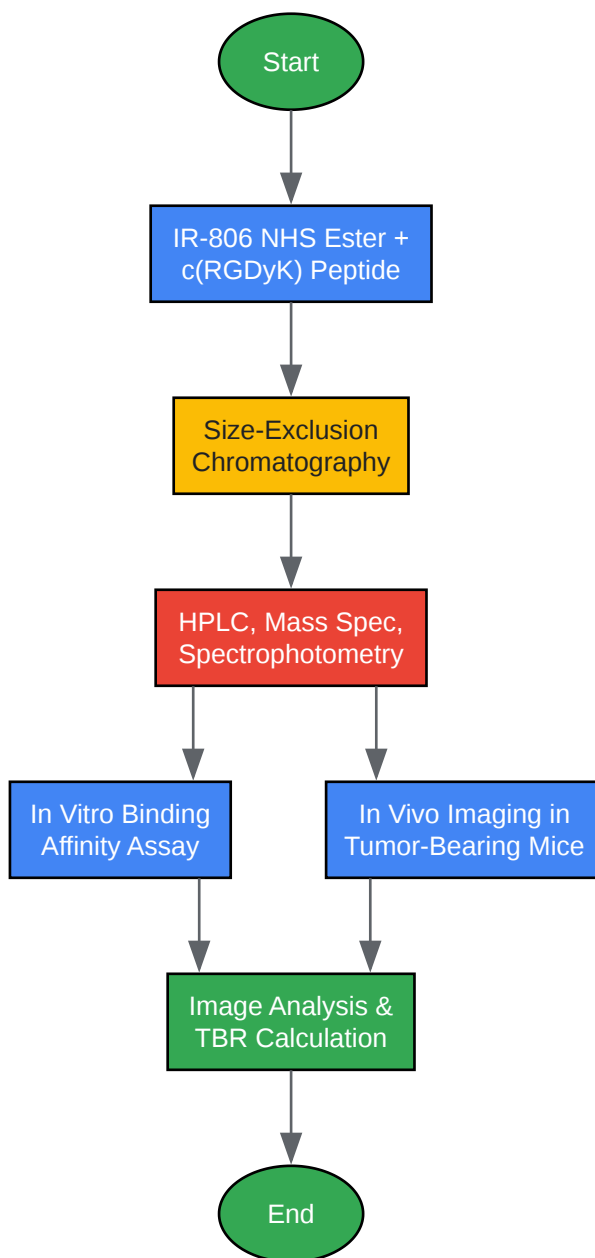 Start
IR-806 NHS Ester +
c(RGDyK) Peptide
Size-Exclusion
Chromatography
HPLC, Mass Spec,
Spectrophotometry
In Vitro Binding
Affinity Assay
In Vivo Imaging in
Tumor-Bearing Mice
Image Analysis &
TBR Calculation
End